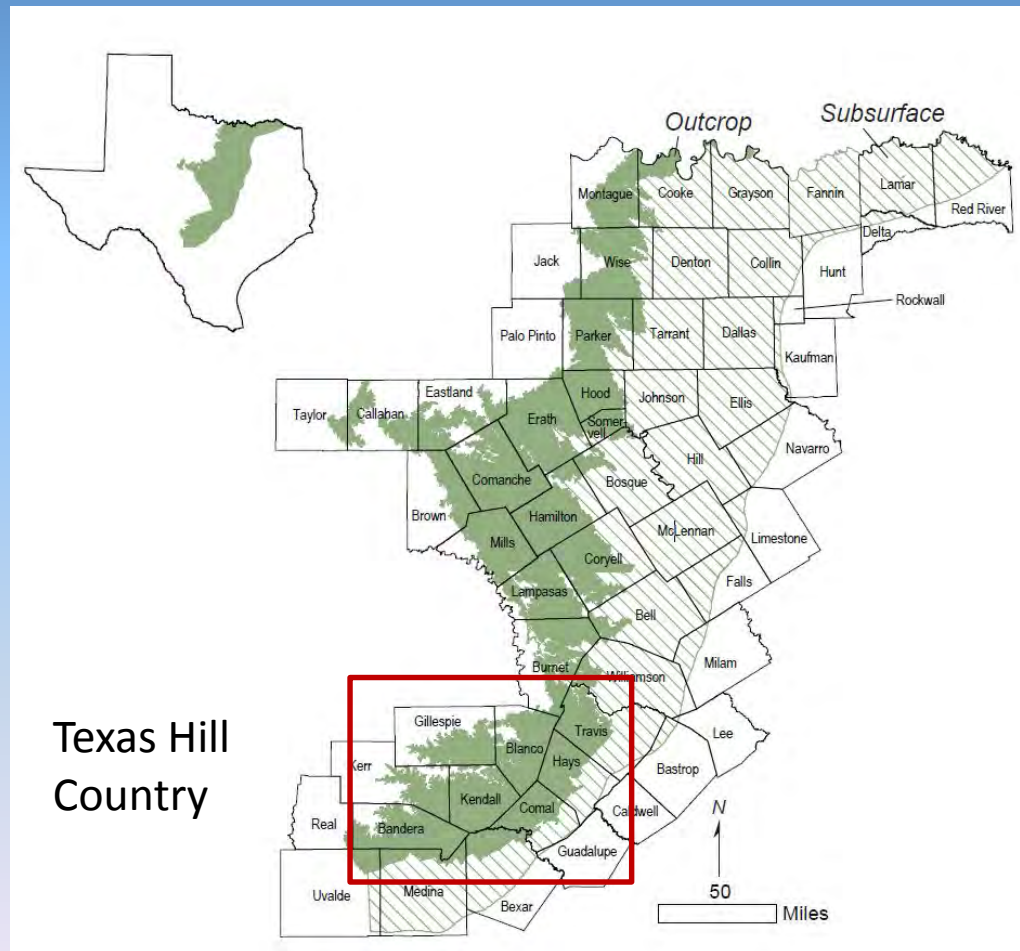 Outcrop
Subsurface
Montague
Cooke
Grayson
Fannin
Lamar
Red River
Delta
Jack
Wise
Denton
Collin
Hunt
Rockwall
Palo Pinto
Parker
Tarrant
Dallas
Kaufman
Taylor
Callahan
Eastland
Erath
Hood
Johnson
Ellis
Somer-
vell
Navarro
Hill
Comanche
Bosque
Brown
Hamilton
McLennan
Limestone
Mills
Coryell
Falls
Lampasas
Bell
Milam
Burnet
Williamson
Gillespie
Travis
Lee
Texas Hill
Country
Blanco
Kerr
Hays
Bastrop
Kendall
Comal
Caldwell
N
Real
Bandera
Guadalupe
Uvalde
Medina
Bexar
50
Miles